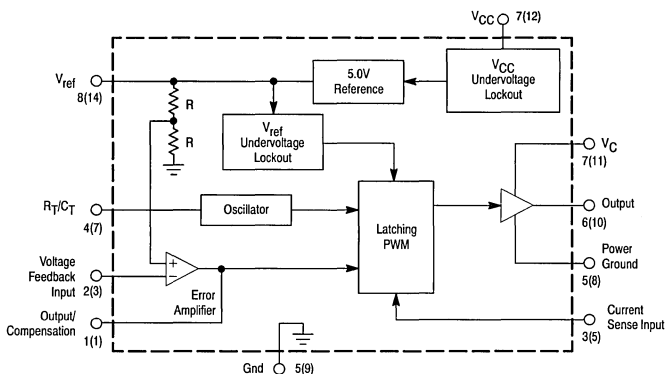 VCC 7(12)
Vref
8(14)
5.0V
Reference
VCC
Undervoltage
Lockout
R
R
Vref
Undervoltage
Lockout
VC
7(11)
RT/CT
4(7)
Oscillator
Latching
PWM
Output
6(10)
Voltage
Feedback
Input
2(3)
+
−
Error
Amplifier
Power
Ground
5(8)
Output/
Compensation
1(1)
Current
Sense Input
3(5)
Gnd 5(9)